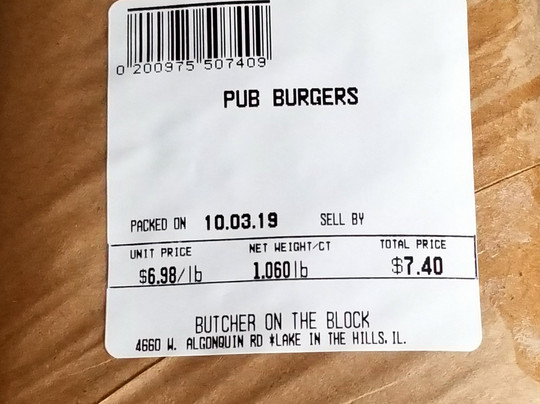 0 200975 507409
PUB BURGERS
PACKED ON 10.03.19 SELL BY
UNIT PRICE NET WEIGHT/CT TOTAL PRICE
$6.98/lb 1.060lb $7.40
BUTCHER ON THE BLOCK
4660 W. ALGONQUIN RD *LAKE IN THE HILLS, IL.